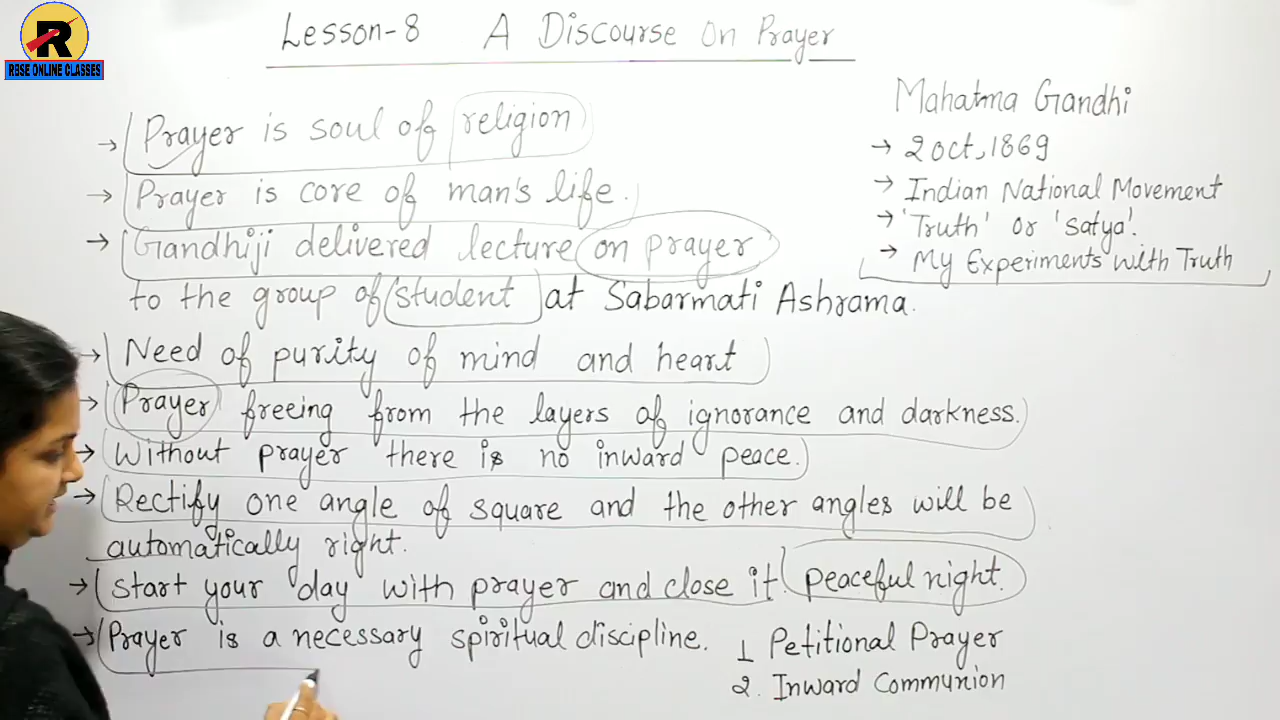 R
RBSE ONLINE CLASSES
Lesson-8 A Discourse On Prayer
→ Prayer is soul of religion
→ Prayer is core of man's life.
→ Gandhiji delivered lecture on prayer
to the group of student at Sabarmati Ashrama.
→ Need of purity of mind and heart
→ Prayer freeing from the layers of ignorance and darkness.
→ Without prayer there is no inward peace.
→ Rectify one angle of square and the other angles will be
automatically right.
→ start your day with prayer and close it peaceful night.
→ Prayer is a necessary spiritual discipline.
1 Petitional Prayer
2. Inward Communion
Mahatma Gandhi
→ 2 oct, 1869
→ Indian National Movement
→ 'Truth' or 'Satya'.
→ My Experiments with Truth